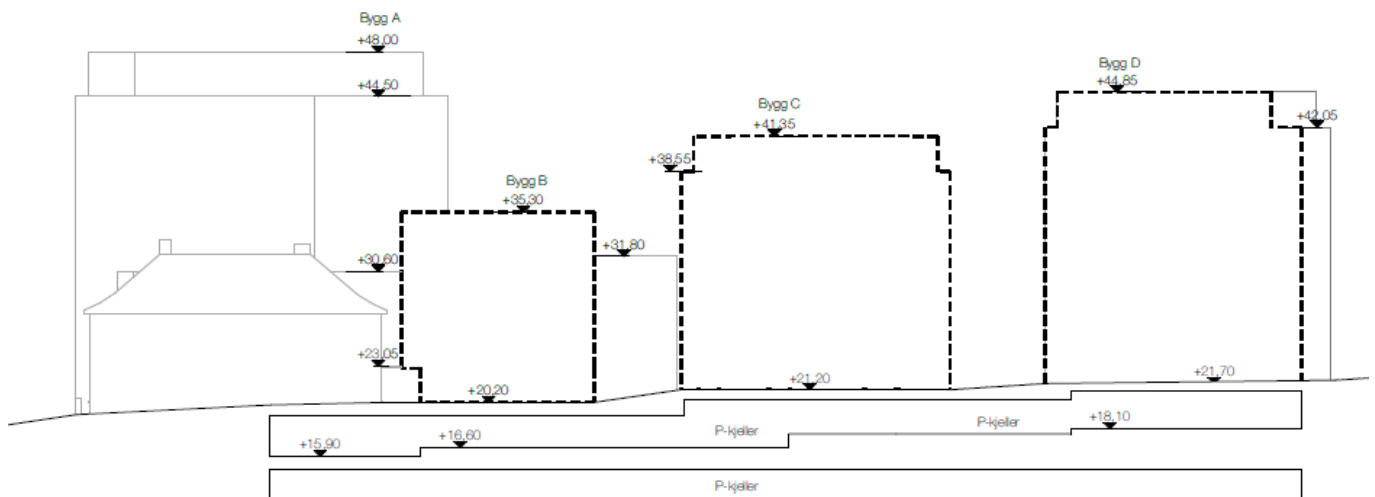 Bygg A
+48,00
+44,50
Bygg D
+44,85
+42,05
Bygg C
+41,35
+38,55
Bygg B
+35,30
+31,80
+30,60
+23,05
+20,20
+21,20
+21,70
+18,10
P-kjeller
P-kjeller
+16,60
+15,90
P-kjeller